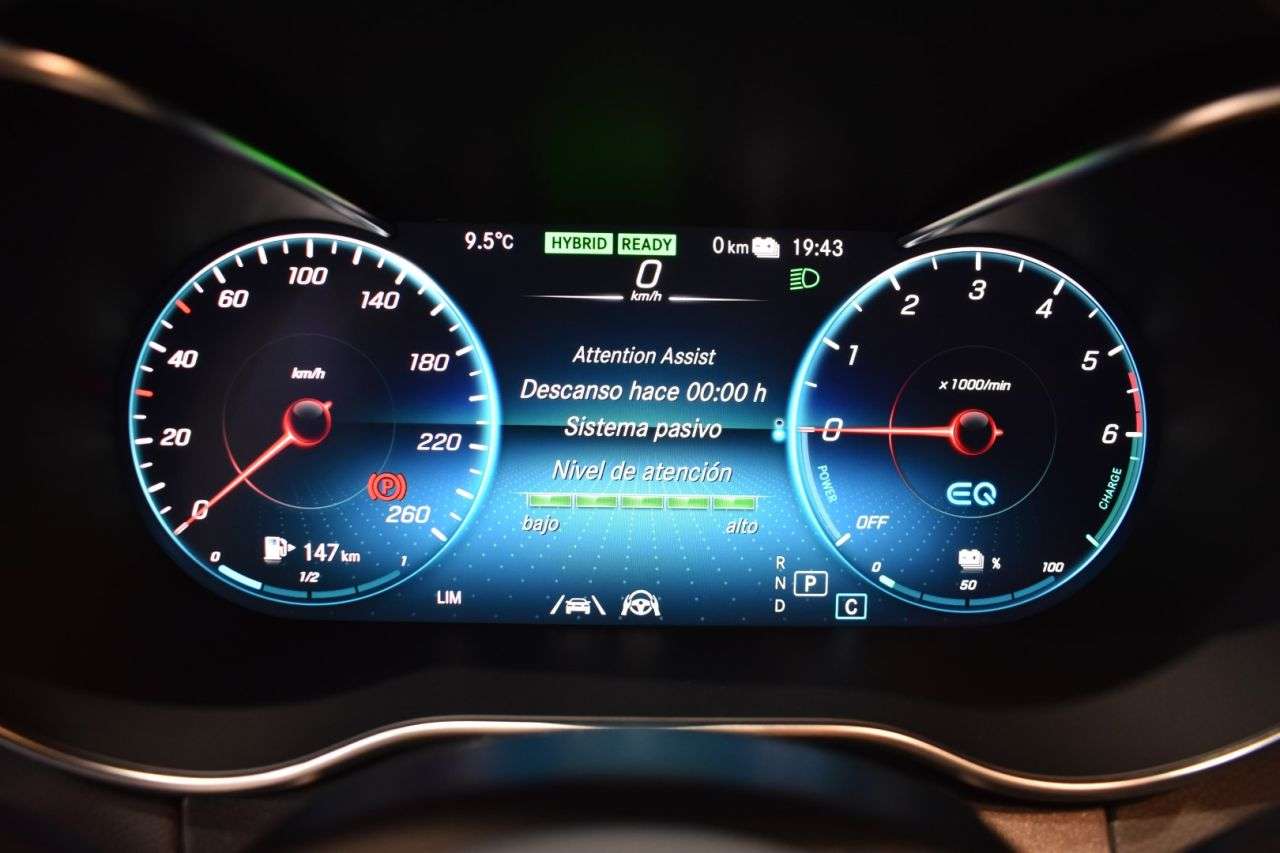 9.5°C HYBRID READY 0 km 19:43
0
km/h
Attention Assist
Descanso hace 00:00 h
Sistema pasivo
Nivel de atención
bajo alto
0 20 40 60 100 140 180 220 260
km/h
P
147 km
0 1/2 1
LIM
R
N P
D
C
0 1 2 3 4 5 6
x 1000/min
EQ
POWER
OFF
CHARGE
%
0 50 100